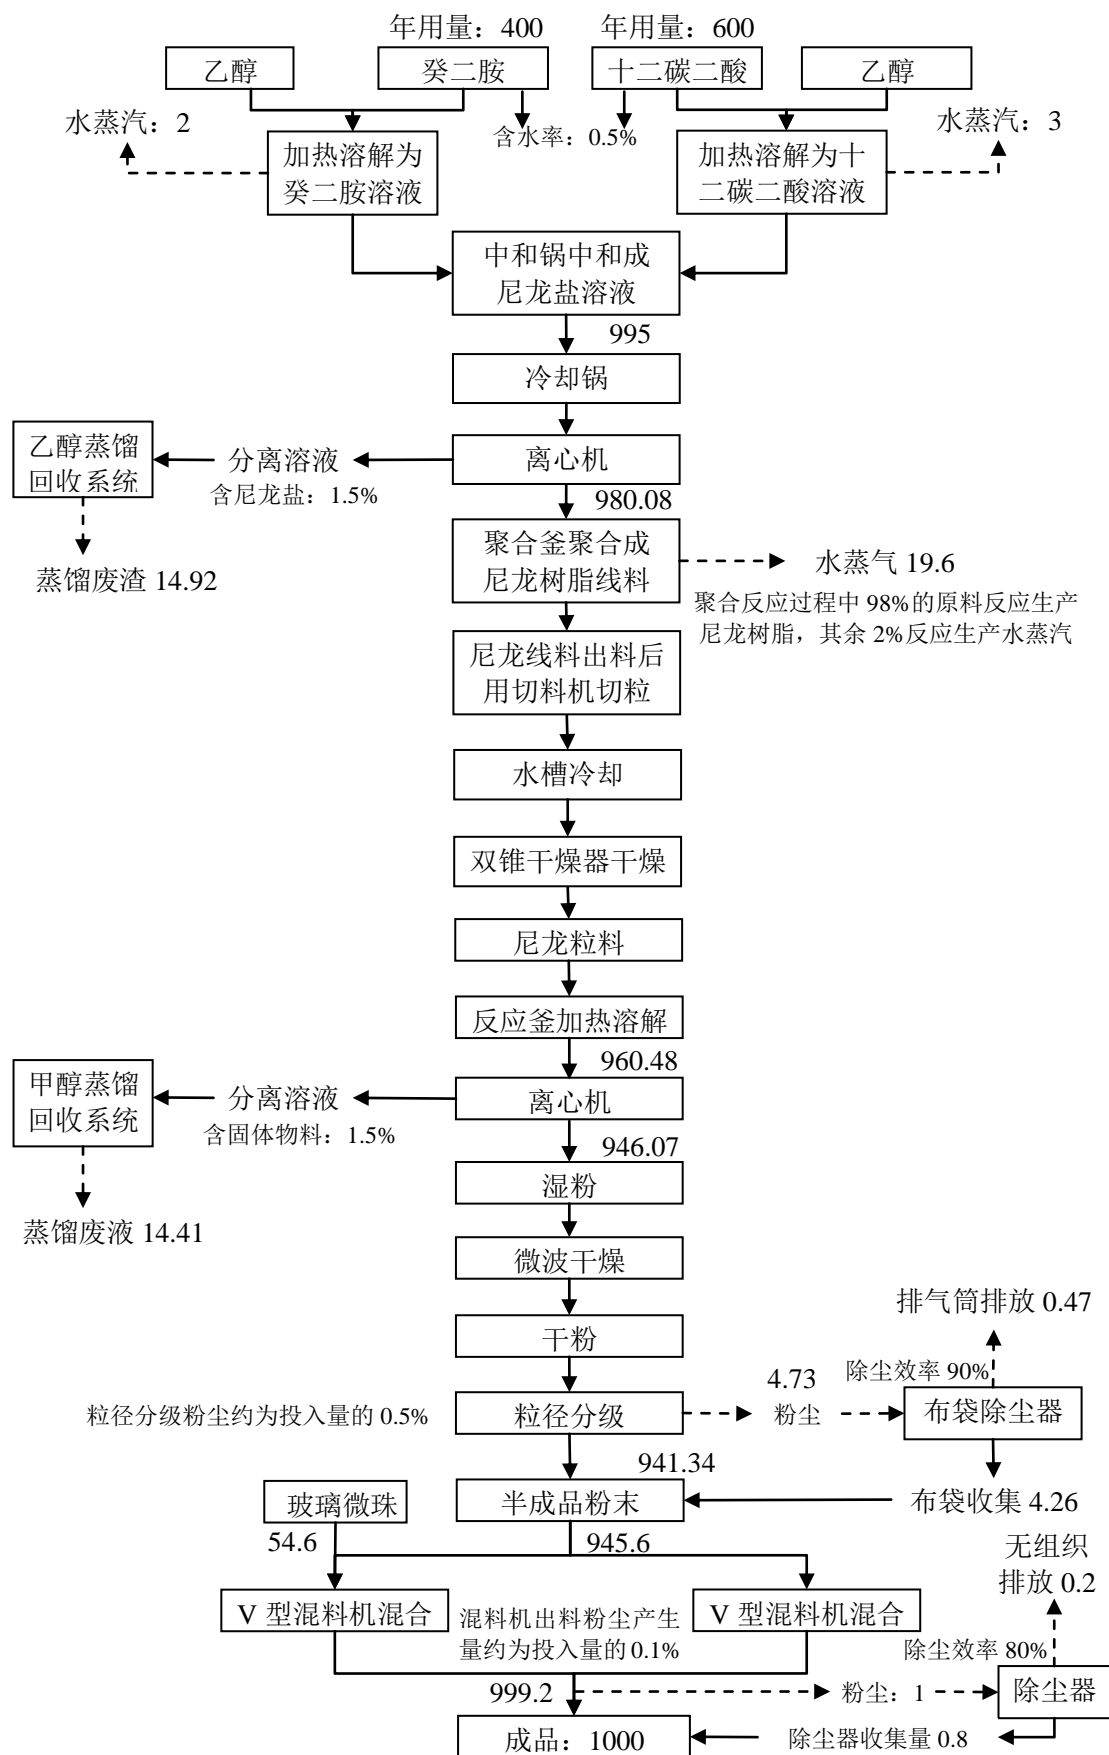 年用量：400
年用量：600
乙醇
癸二胺
十二碳二酸
乙醇
水蒸汽：2
含水率：0.5%
水蒸汽：3
加热溶解为
癸二胺溶液
加热溶解为十
二碳二酸溶液
中和锅中和成
尼龙盐溶液
995
冷却锅
乙醇蒸馏
回收系统
分离溶液
含尼龙盐：1.5%
离心机
980.08
蒸馏废渣 14.92
聚合釜聚合成
尼龙树脂线料
水蒸气 19.6
聚合反应过程中 98%的原料反应生产
尼龙树脂，其余 2%反应生产水蒸汽
尼龙线料出料后
用切料机切粒
水槽冷却
双锥干燥器干燥
尼龙粒料
反应釜加热溶解
960.48
甲醇蒸馏
回收系统
分离溶液
含固体物料：1.5%
离心机
946.07
湿粉
蒸馏废液 14.41
微波干燥
排气筒排放 0.47
干粉
4.73
除尘效率 90%
粒径分级粉尘约为投入量的 0.5%
粒径分级
粉尘
布袋除尘器
941.34
玻璃微珠
半成品粉末
布袋收集 4.26
54.6
945.6
无组织
排放 0.2
V 型混料机混合
混料机出料粉尘产生
量约为投入量的 0.1%
V 型混料机混合
除尘效率 80%
999.2
粉尘：1
除尘器
成品：1000
除尘器收集量 0.8